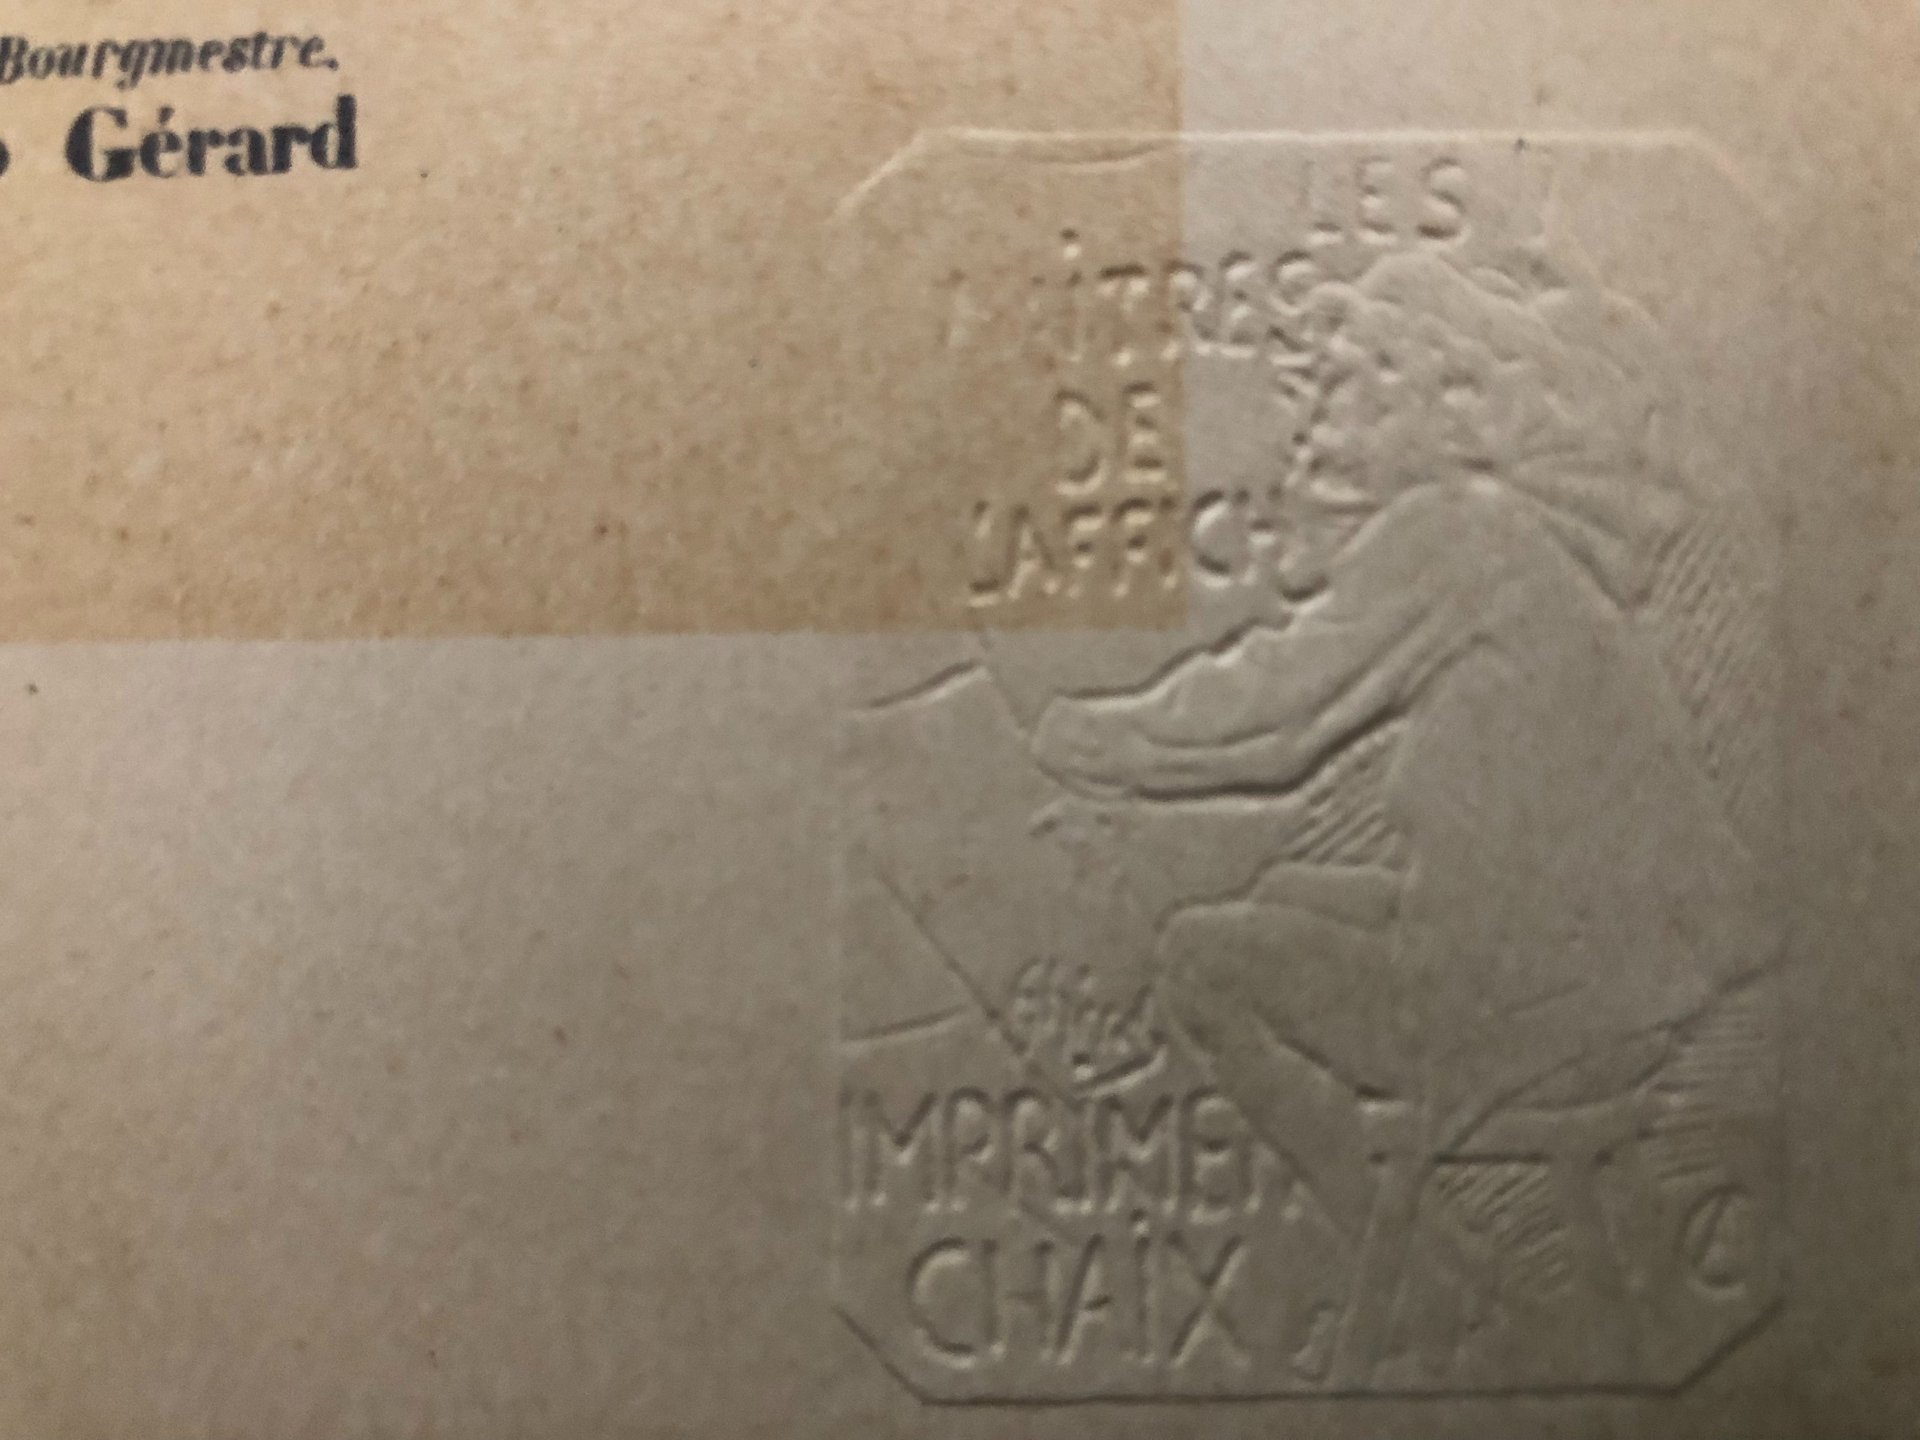 Bourgmestre.
Gérard
LES
MAÎTRES
DE
L'AFFICHE
IMPRIMERIE
CHAIX